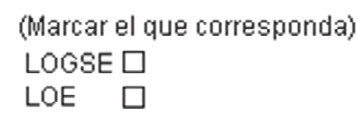 (Marcar el que corresponda)
LOGSE □
LOE □